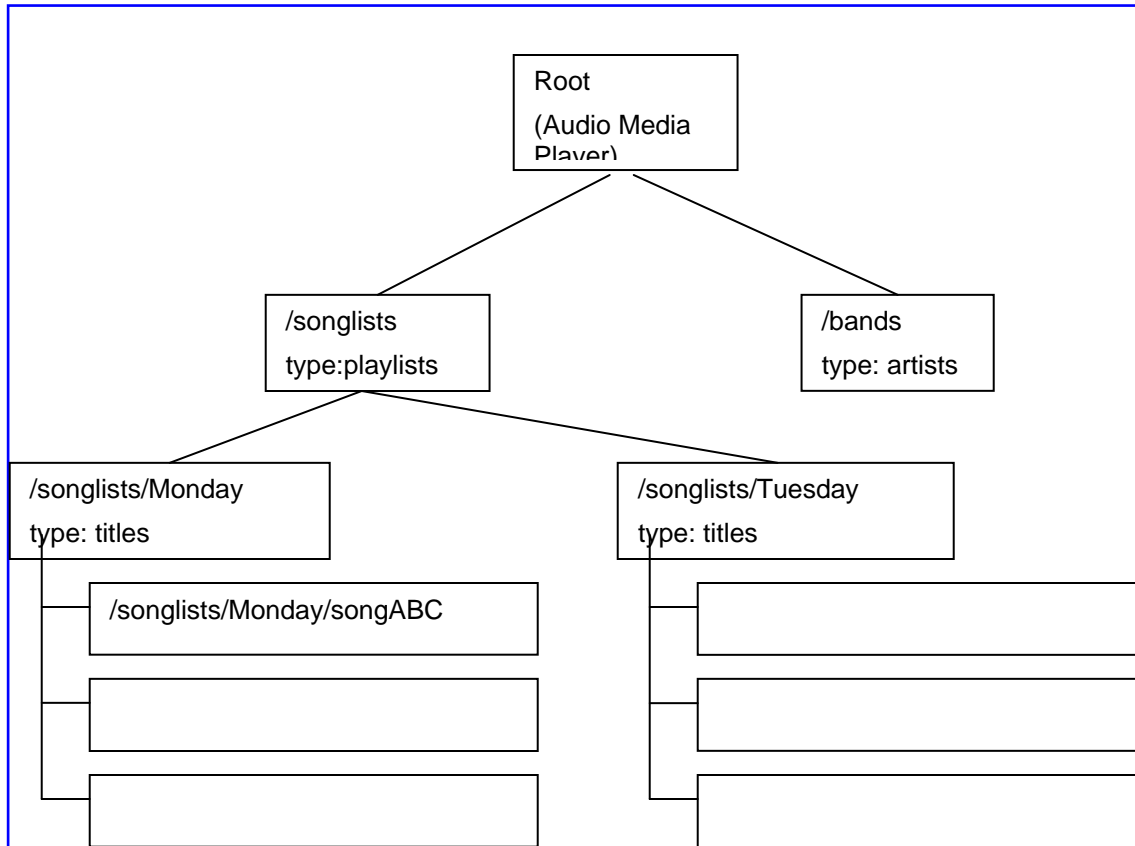 Root
(Audio Media
Player)
/songlists
type:playlists
/bands
type: artists
/songlists/Monday
type: titles
/songlists/Tuesday
type: titles
/songlists/Monday/songABC